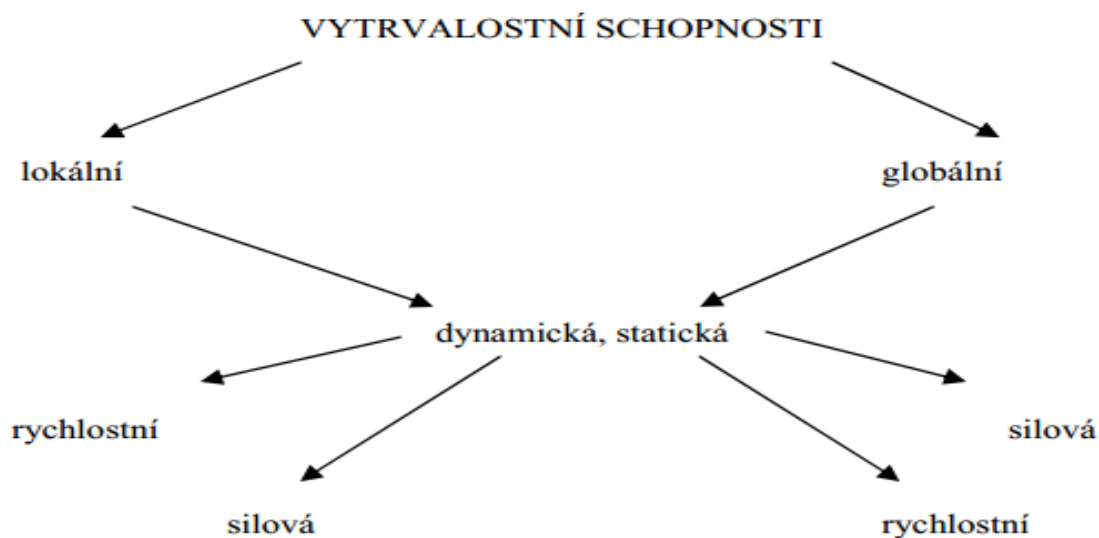 VYTRVALOSTNÍ SCHOPNOSTI
lokální
globální
dynamická, statická
rychlostní
silová
silová
rychlostní